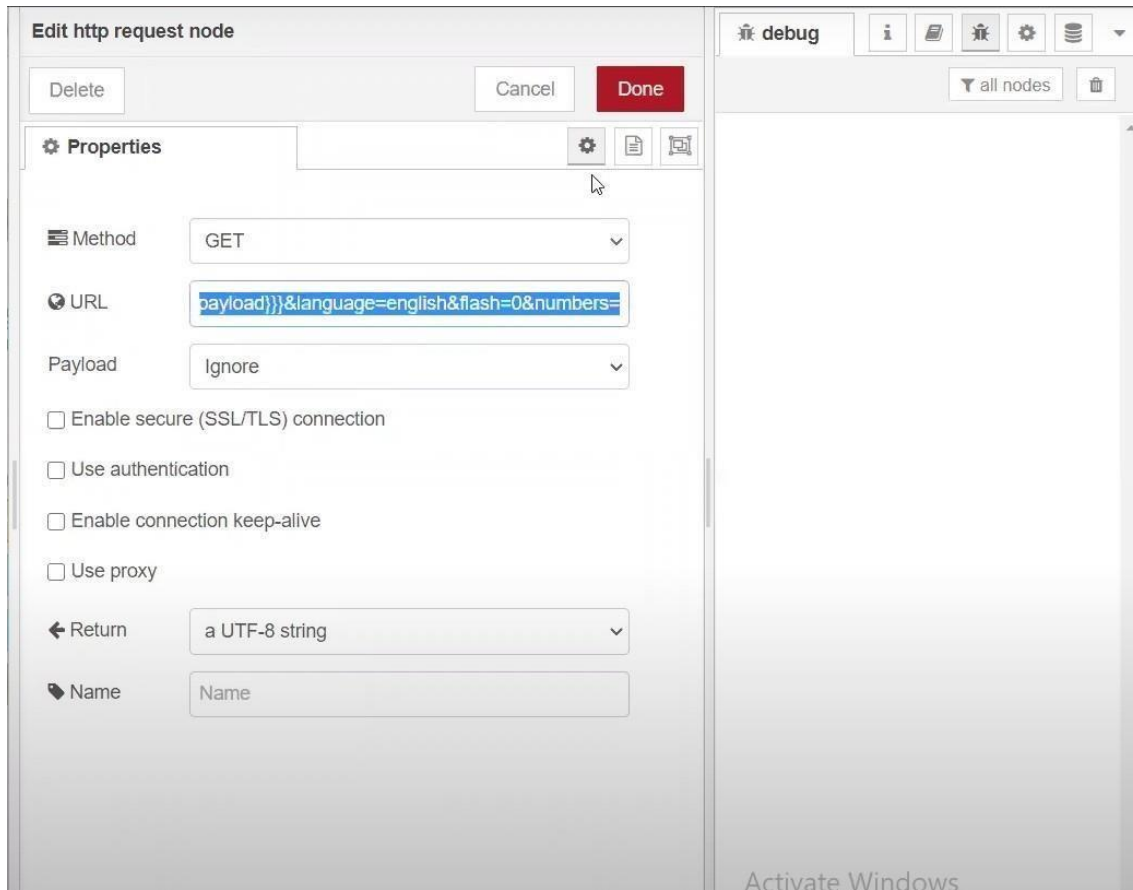 Edit http request node
Delete
Cancel
Done
Properties
Method
GET
URL
payload}}}&language=english&flash=0&numbers=
Payload
Ignore
Enable secure (SSL/TLS) connection
Use authentication
Enable connection keep-alive
Use proxy
Return
a UTF-8 string
Name
Name
debug
i
all nodes
Activate Windows